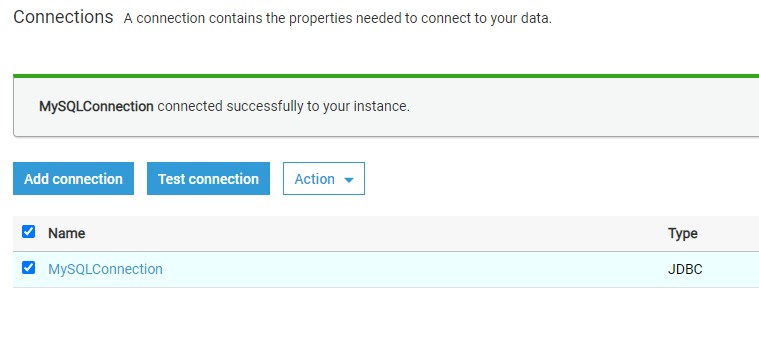 Connections A connection contains the properties needed to connect to your data.
MySQLConnection connected successfully to your instance.
Add connection Test connection Action
Name Type
MySQLConnection JDBC